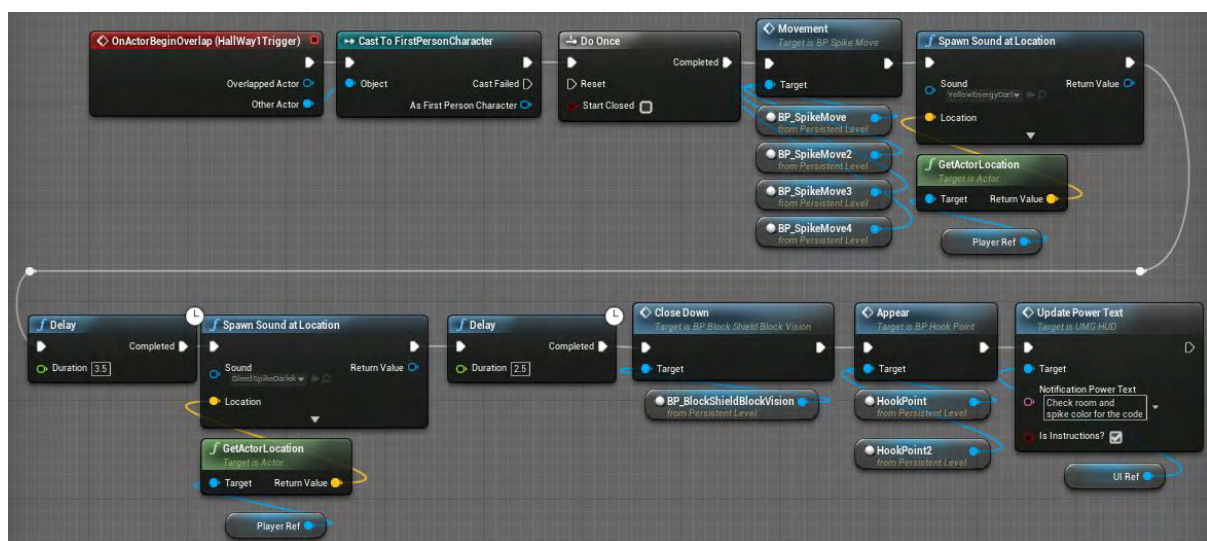 OnActorBeginOverlap (HallWay1Trigger)
Overlapped Actor
Other Actor
Cast To FirstPersonCharacter
Object
Cast Failed
As First Person Character
Do Once
Completed
Reset
Start Closed
Movement
Target is BP Spike Move
Target
BP_SpikeMove
from Persistent Level
BP_SpikeMove2
from Persistent Level
BP_SpikeMove3
from Persistent Level
BP_SpikeMove4
from Persistent Level
Spawn Sound at Location
Sound
Return Value
YellowEnergyDarl
Location
GetActorLocation
Target is Actor
Target
Return Value
Player Ref
Delay
Completed
Duration 3.5
Spawn Sound at Location
Sound
Return Value
BleedSpikeDarlek
Location
GetActorLocation
Target is Actor
Target
Return Value
Player Ref
Delay
Completed
Duration 2.5
Close Down
Target is BP Block Shield Block Vision
Target
BP_BlockShieldBlockVision
from Persistent Level
Appear
Target is BP Hook Point
Target
HookPoint
from Persistent Level
HookPoint2
from Persistent Level
Update Power Text
Target is UMG HUD
Target
Notification Power Text
Check room and
spike color for the code
Is Instructions?
UI Ref